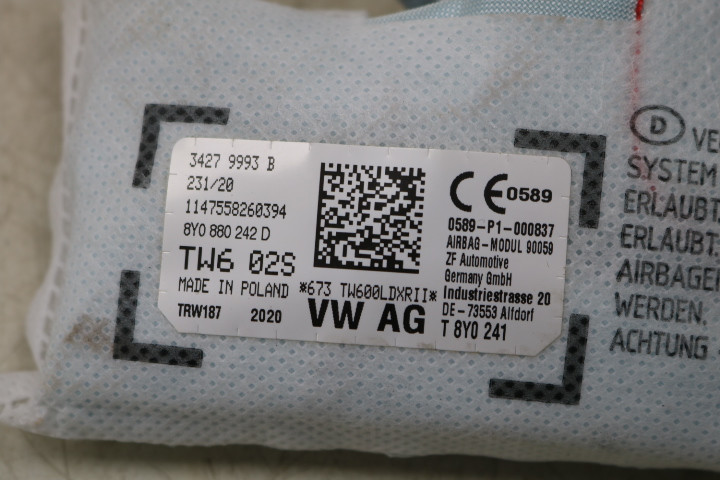 3427 9993 B
231/20
1147558260394
8Y0 880 242 D
TW6 02S
MADE IN POLAND *673 TW600LDXRII*
TRW187 2020 VW AG
CE 0589
0589-P1-000837
AIRBAG-MODUL 90059
ZF Automotive
Germany GmbH
Industriestrasse 20
DE-73553 Alfdorf
T 8Y0 241
D
SYSTEM
ERLAUBT
ERLAUBT.
AIRBAGE
WERDEN.
ACHTUNG